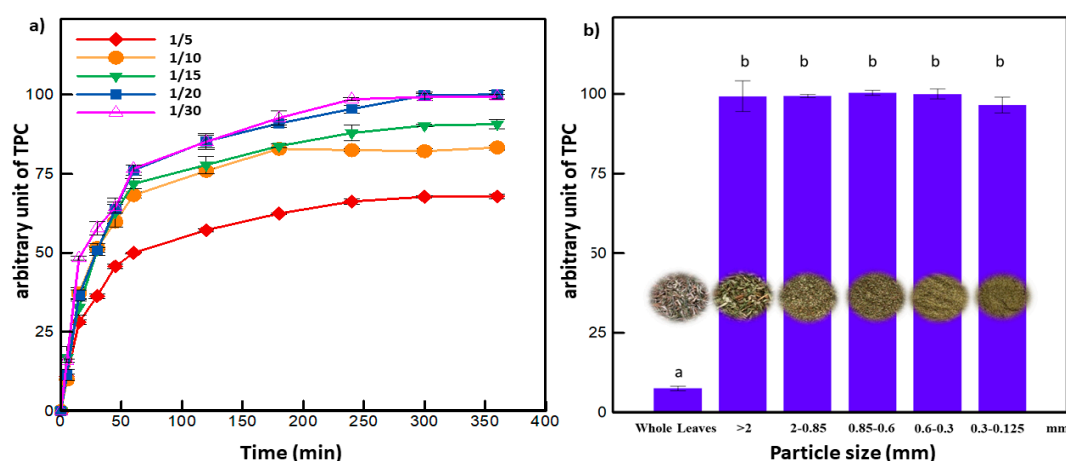 a)
1/5
1/10
1/15
1/20
1/30
arbitrary unit of TPC
100
75
50
25
0
0 50 100 150 200 250 300 350 400
Time (min)
b)
arbitrary unit of TPC
100
75
50
25
0
a b b b b b
Whole Leaves >2 2-0.85 0.85-0.6 0.6-0.3 0.3-0.125 mm
Particle size (mm)